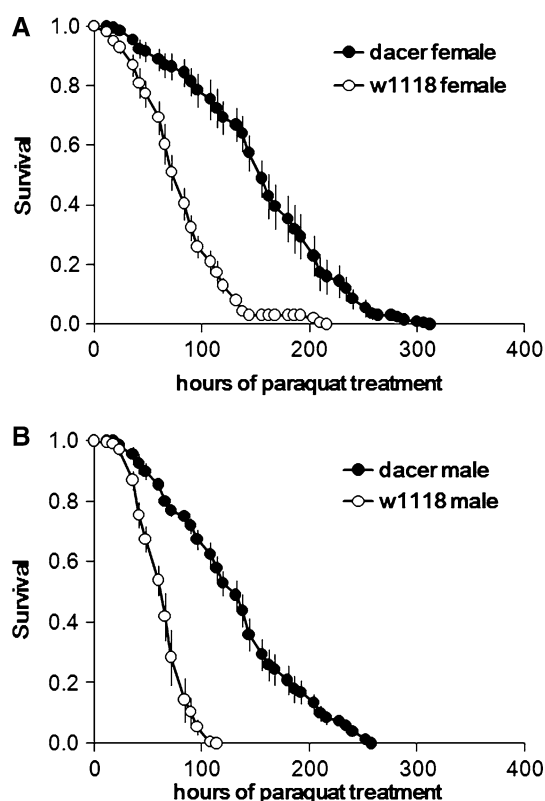 A
1.0
0.8
0.6
0.4
0.2
0.0
Survival
dacer female
w1118 female
0 100 200 300 400
hours of paraquat treatment
B
1.0
0.8
0.6
0.4
0.2
0.0
Survival
dacer male
w1118 male
0 100 200 300 400
hours of paraquat treatment